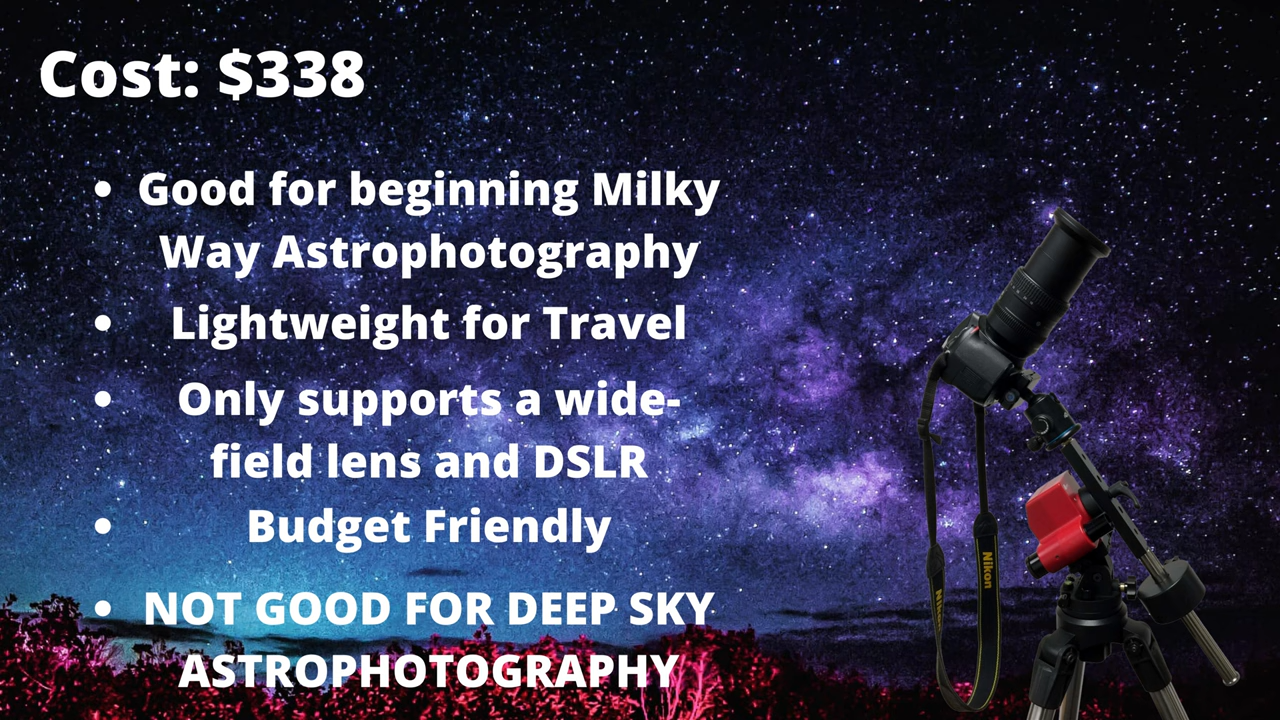 Cost: $338
• Good for beginning Milky
Way Astrophotography
• Lightweight for Travel
• Only supports a wide-
field lens and DSLR
• Budget Friendly
• NOT GOOD FOR DEEP SKY
ASTROPHOTOGRAPHY
Nikon
Nikon